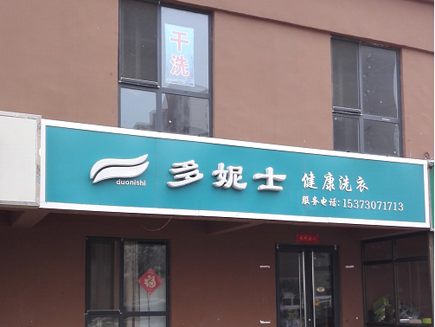 干洗
duonishi
多妮士
健康洗衣
服务电话: 15373071713
福